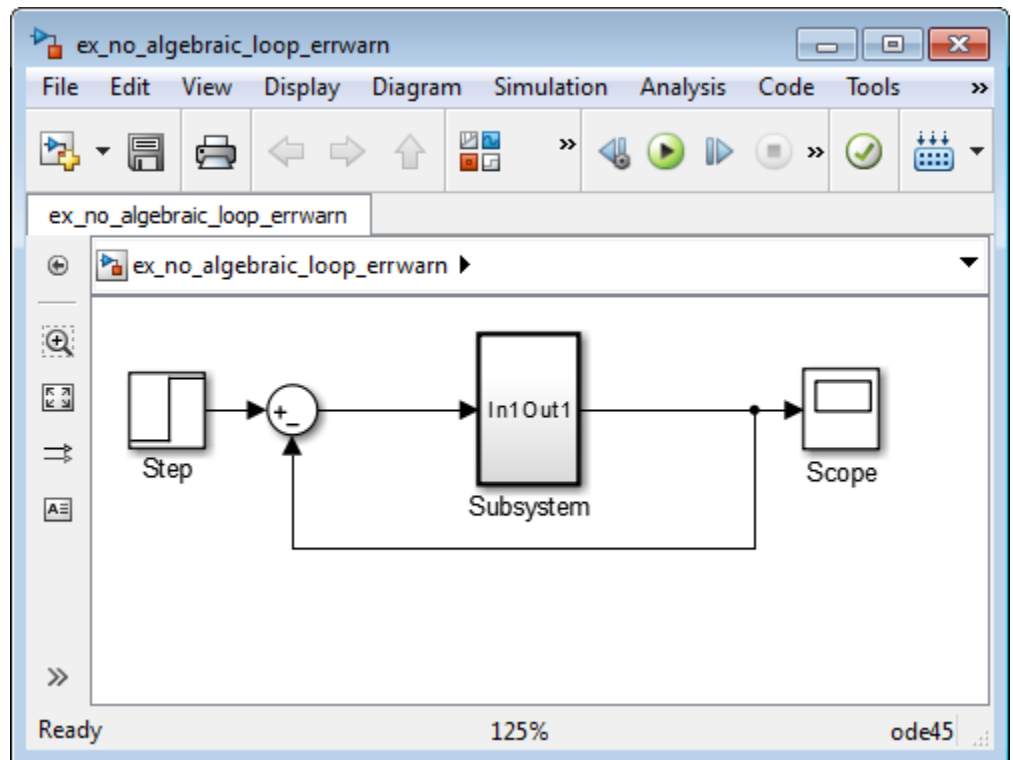 ex_no_algebraic_loop_errwarn
File Edit View Display Diagram Simulation Analysis Code Tools »
» »
ex_no_algebraic_loop_errwarn
ex_no_algebraic_loop_errwarn
+
−
In1 Out1
Step
Scope
Subsystem
A
»
Ready 125% ode45